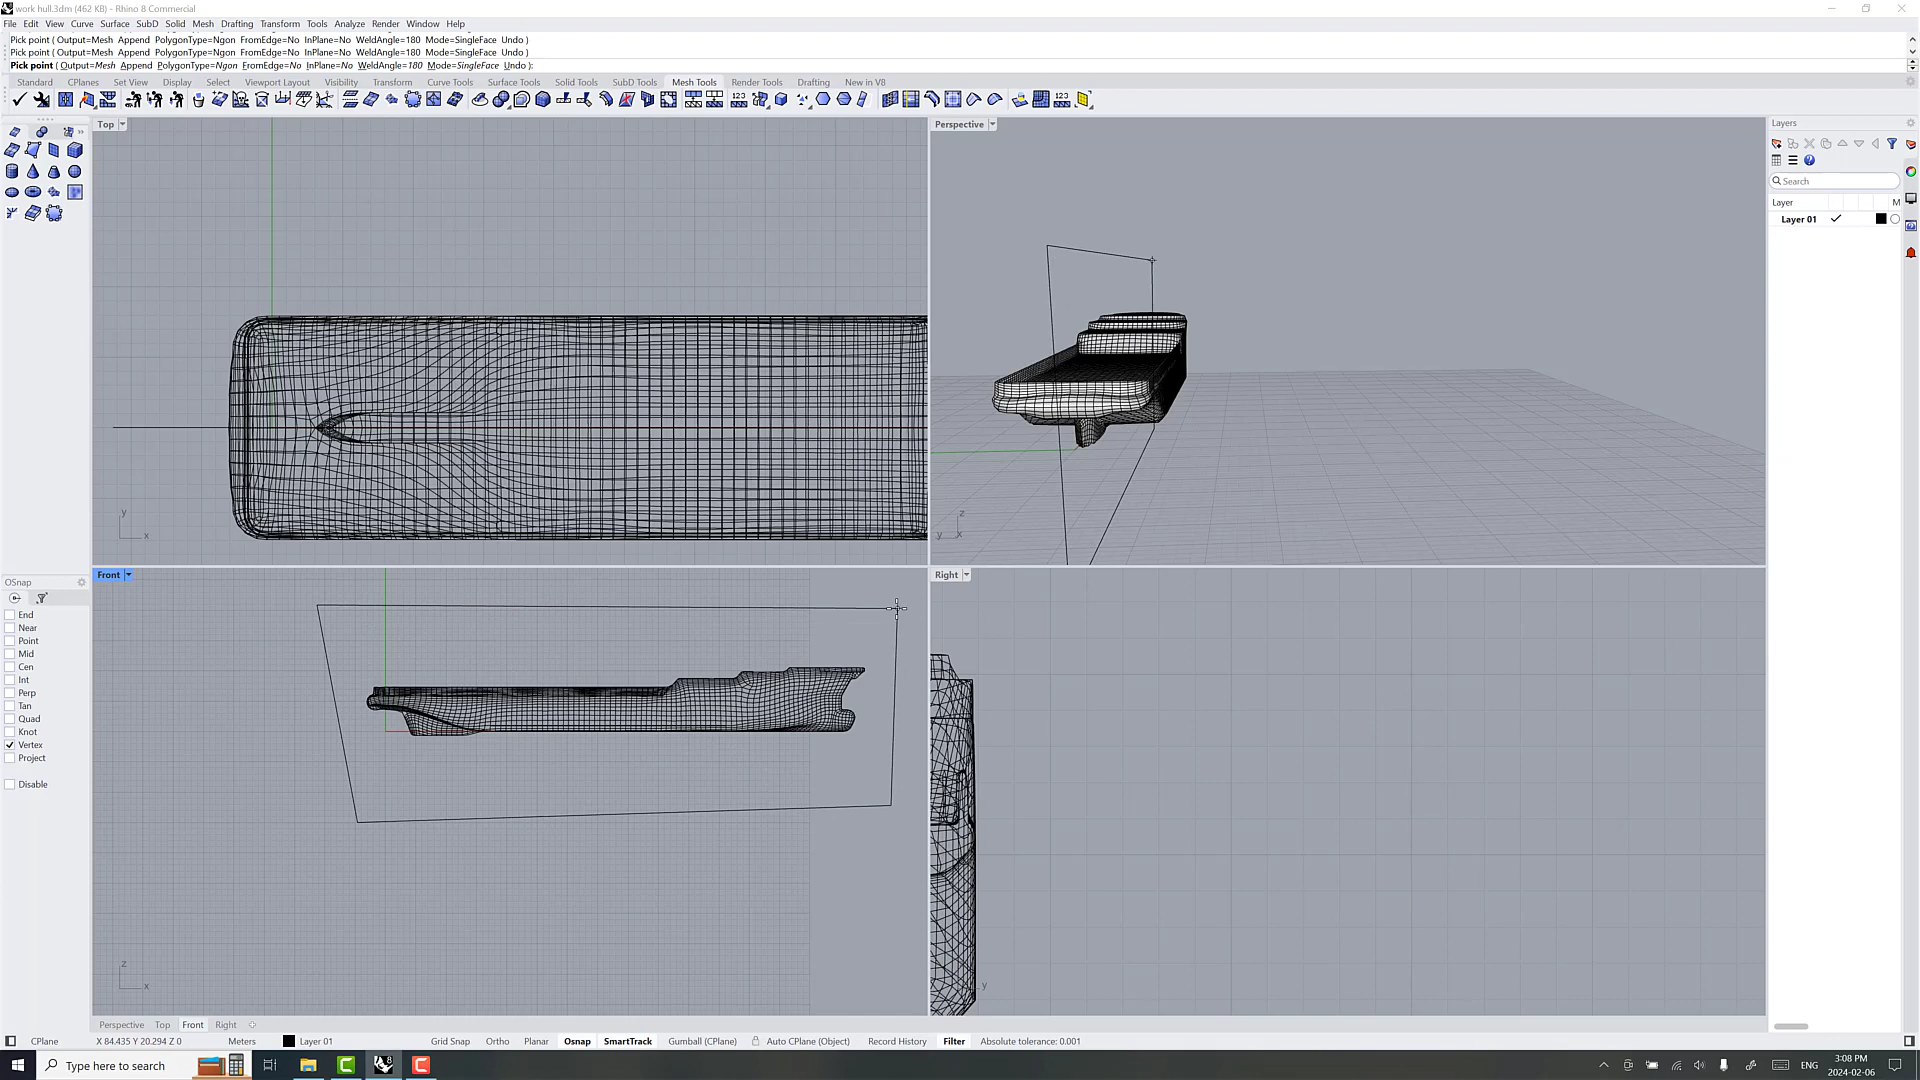 work hull.3dm (462 KB) - Rhino 8 Commercial
File Edit View Curve Surface SubD Solid Mesh Drafting Transform Tools Analyze Render Window Help
Pick point ( Output=Mesh Append PolygonType=Ngon FromEdge=No InPlane=No WeldAngle=180 Mode=SingleFace Undo )
Pick point ( Output=Mesh Append PolygonType=Ngon FromEdge=No InPlane=No WeldAngle=180 Mode=SingleFace Undo )
Pick point ( Output=Mesh Append PolygonType=Ngon FromEdge=No InPlane=No WeldAngle=180 Mode=SingleFace Undo ):
Standard CPlanes Set View Display Select Viewport Layout Visibility Transform Curve Tools Surface Tools Solid Tools SubD Tools Mesh Tools Render Tools Drafting New in V8
123 123
Top
Perspective
Layers
Search
Layer M
Layer 01
y
x
z
y x
OSnap
End
Near
Point
Mid
Cen
Int
Perp
Tan
Quad
Knot
Vertex
Project
Disable
Front
Right
z
x
y
Perspective Top Front Right
CPlane X 84.435 Y 20.294 Z 0 Meters Layer 01 Grid Snap Ortho Planar Osnap SmartTrack Gumball (CPlane) Auto CPlane (Object) Record History Filter Absolute tolerance: 0.001
Type here to search
8
ENG
3:08 PM
2024-02-06